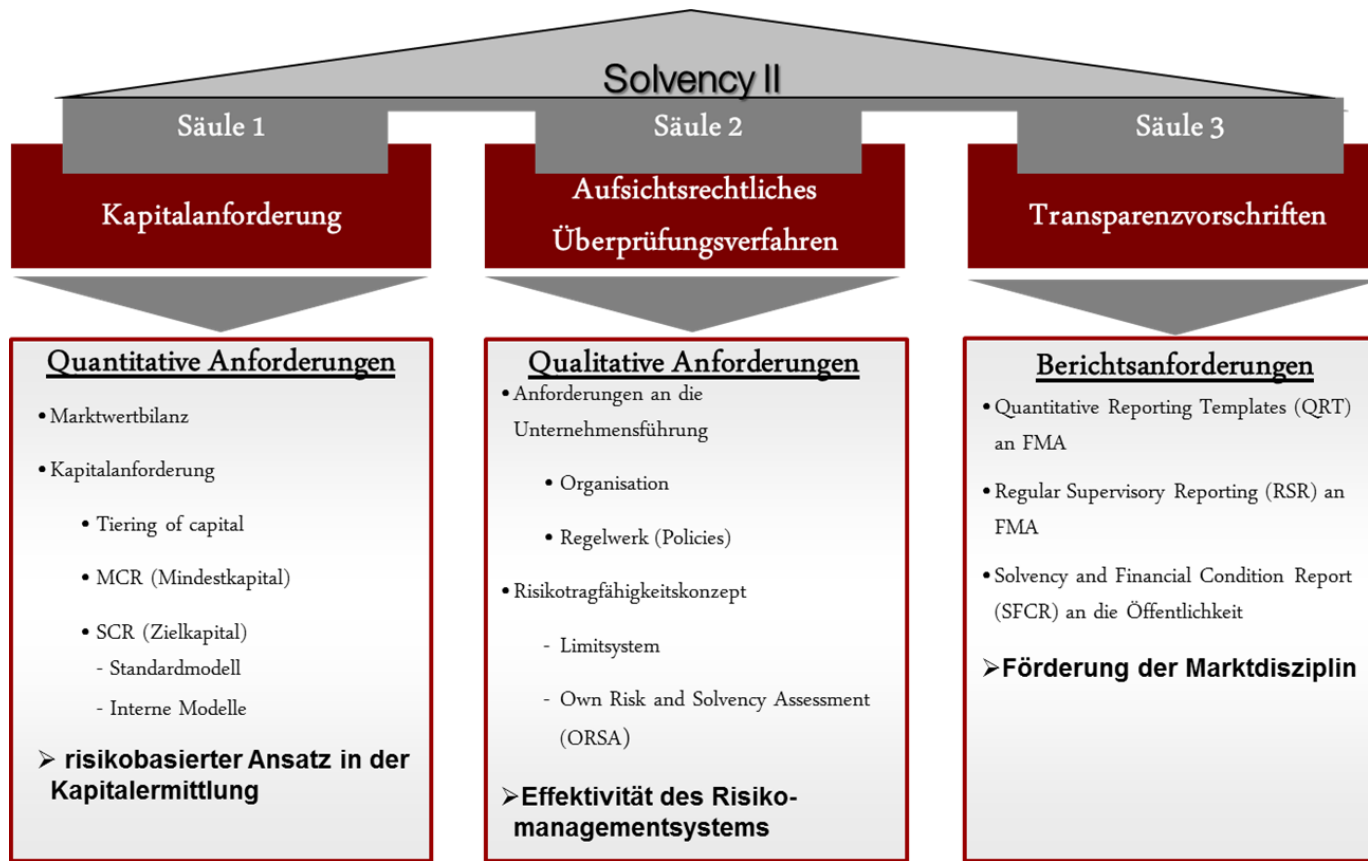 Solvency II
Säule 1
Säule 2
Säule 3
Kapitalanforderung
Aufsichtsrechtliches
Überprüfungsverfahren
Transparenzvorschriften
Quantitative Anforderungen
• Marktwertbilanz
• Kapitalanforderung
• Tiering of capital
• MCR (Mindestkapital)
• SCR (Zielkapital)
- Standardmodell
- Interne Modelle
➢ risikobasierter Ansatz in der
Kapitalermittlung
Qualitative Anforderungen
• Anforderungen an die
Unternehmensführung
• Organisation
• Regelwerk (Policies)
• Risikotragfähigkeitskonzept
- Limitsystem
- Own Risk and Solvency Assessment
(ORSA)
➢Effektivität des Risiko-
managementsystems
Berichtsanforderungen
• Quantitative Reporting Templates (QRT)
an FMA
• Regular Supervisory Reporting (RSR) an
FMA
• Solvency and Financial Condition Report
(SFCR) an die Öffentlichkeit
➢Förderung der Marktdisziplin